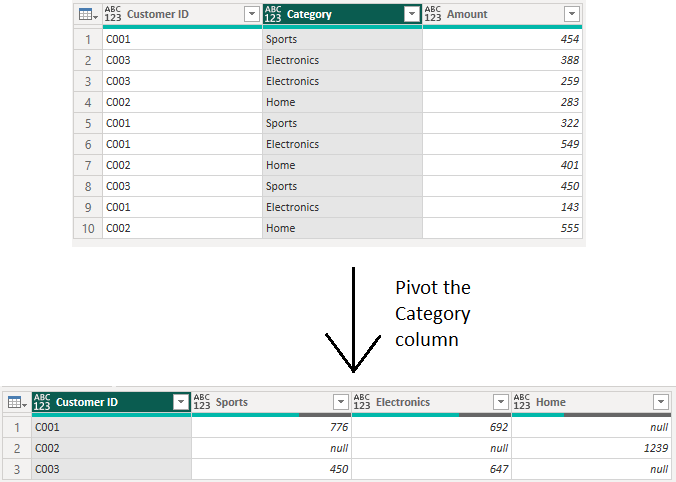 ABC 123 Customer ID ABC 123 Category ABC 123 Amount
1 C001 Sports 454
2 C003 Electronics 388
3 C003 Electronics 259
4 C002 Home 283
5 C001 Sports 322
6 C001 Electronics 549
7 C002 Home 401
8 C003 Sports 450
9 C001 Electronics 143
10 C002 Home 555
Pivot the
Category
column
ABC 123 Customer ID ABC 123 Sports ABC 123 Electronics ABC 123 Home
1 C001 776 692 null
2 C002 null null 1239
3 C003 450 647 null